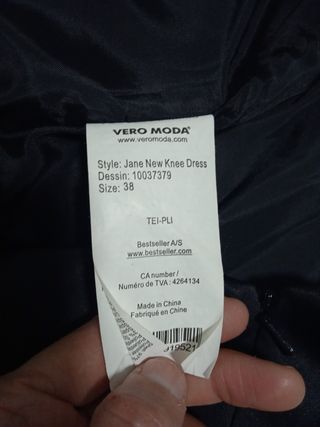 VERO MODA®
www.veromoda.com
Style: Jane New Knee Dress
Dessin: 10037379
Size: 38
TEI-PLI
Bestseller A/S
www.bestseller.com
CA number/
Numéro de TVA: 4264134
Made in China
Fabriqué en Chine
19521